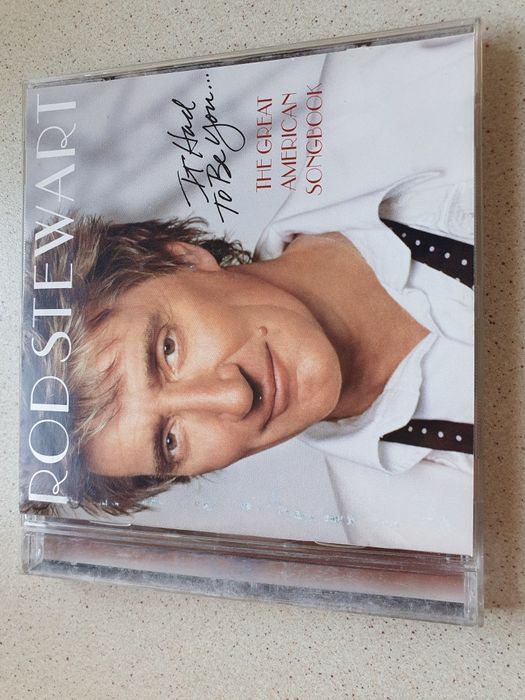 ROD STEWART
It Had
To Be You...
THE GREAT
AMERICAN
SONGBOOK